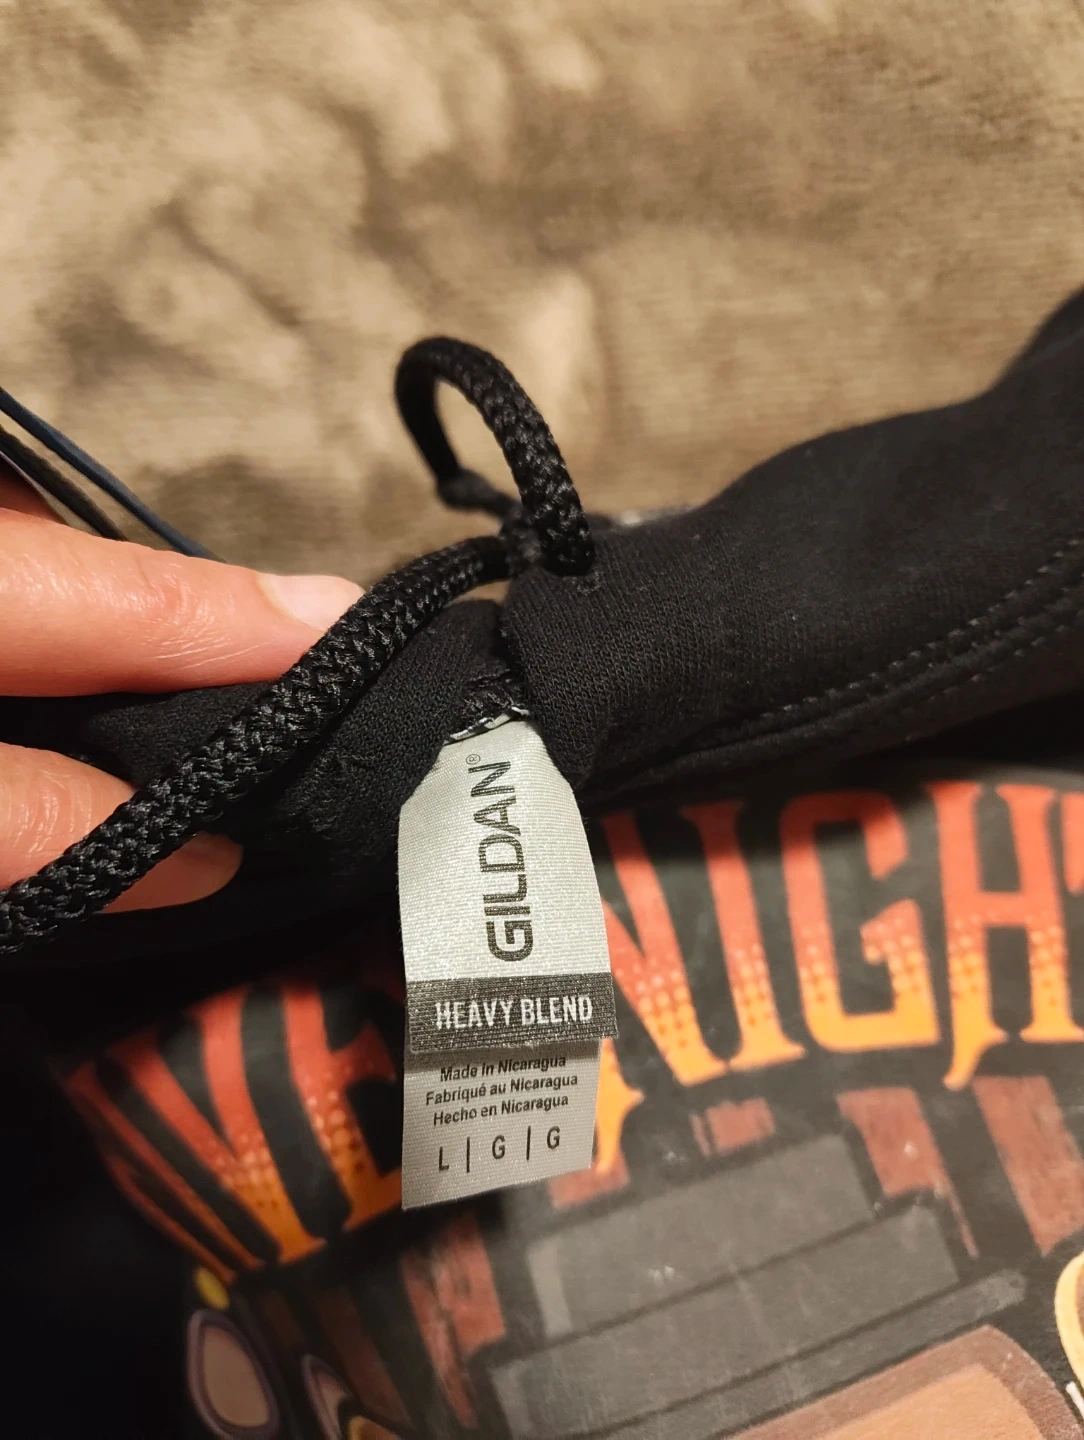 GILDAN®
HEAVY BLEND
Made in Nicaragua
Fabriqué au Nicaragua
Hecho en Nicaragua
L | G | G